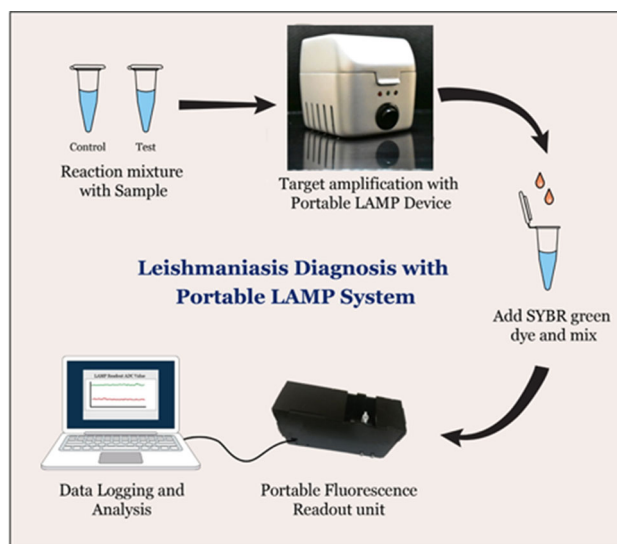 Control
Test
Reaction mixture
with Sample
Target amplification with
Portable LAMP Device
Leishmaniasis Diagnosis with
Portable LAMP System
Add SYBR green
dye and mix
LAMP Readout ADC Value
Data Logging and
Analysis
Portable Fluorescence
Readout unit